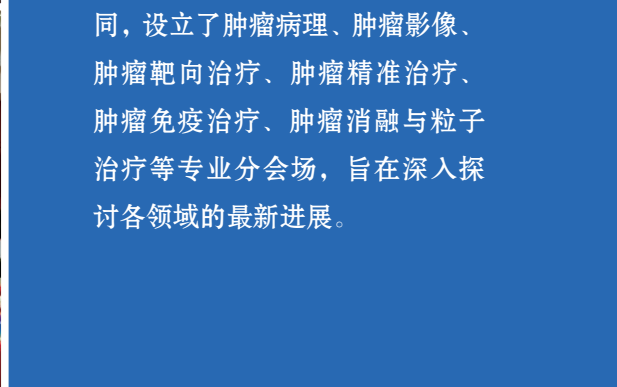 同，设立了肿瘤病理、肿瘤影像、
肿瘤靶向治疗、肿瘤精准治疗、
肿瘤免疫治疗、肿瘤消融与粒子
治疗等专业分会场，旨在深入探
讨各领域的最新进展。